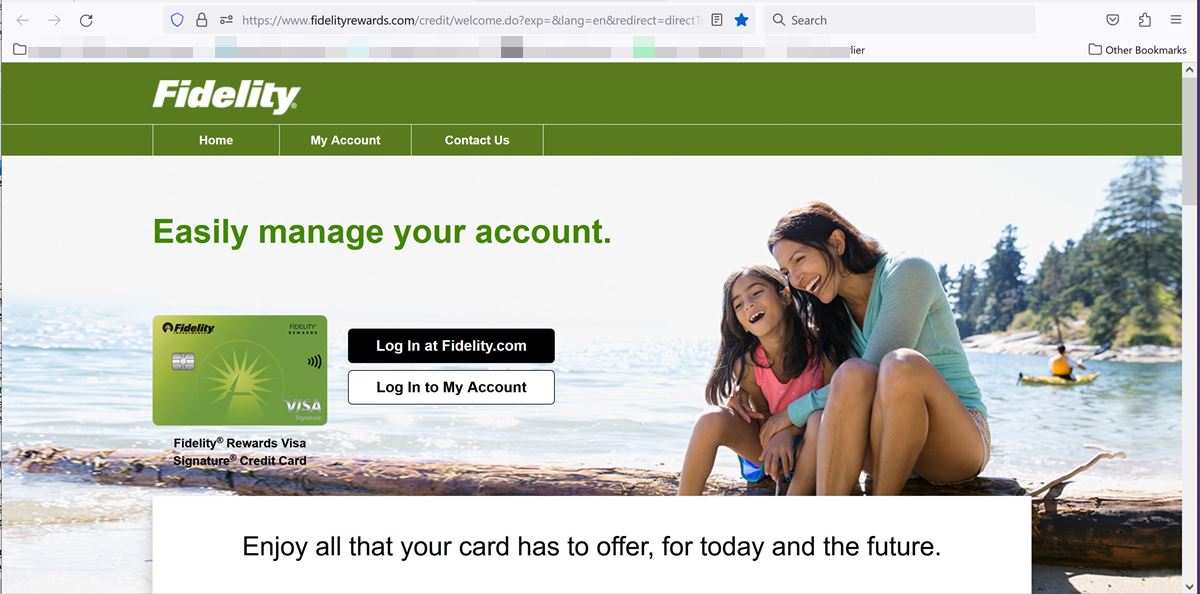 https://www.fidelityrewards.com/credit/welcome.do?exp=&lang=en&redirect=direct
Search
lier
Other Bookmarks
Fidelity®
Home
My Account
Contact Us
Easily manage your account.
Fidelity
INVESTMENTS
FIDELITY®
REWARDS
VISA
Signature
Log In at Fidelity.com
Log In to My Account
Fidelity® Rewards Visa
Signature® Credit Card
Enjoy all that your card has to offer, for today and the future.